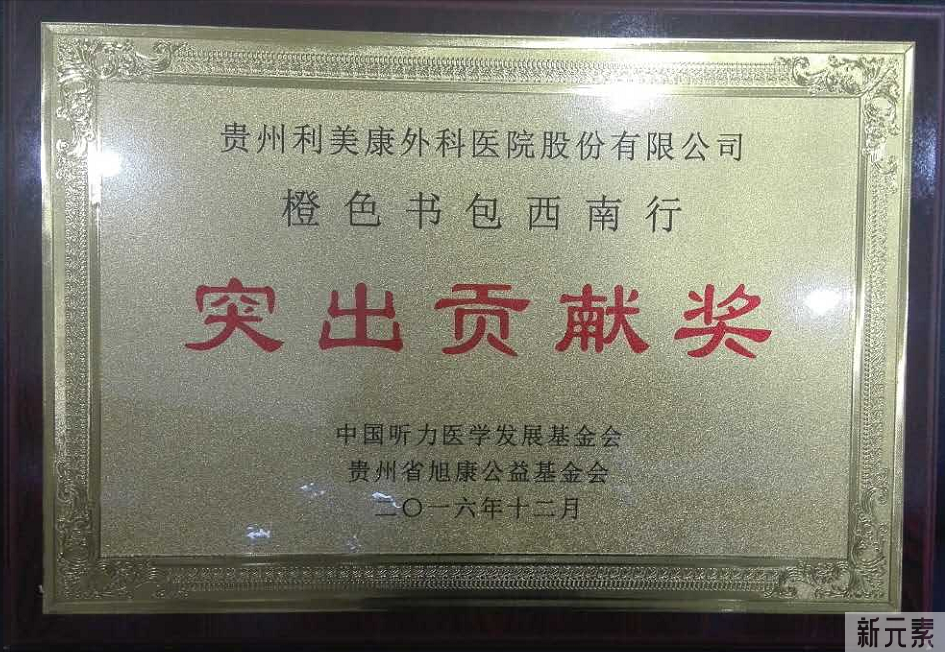 贵州利美康外科医院股份有限公司
橙色书包西南行
突出贡献奖
中国听力医学发展基金会
贵州省旭康公益基金会
二〇一六年十二月
新元素